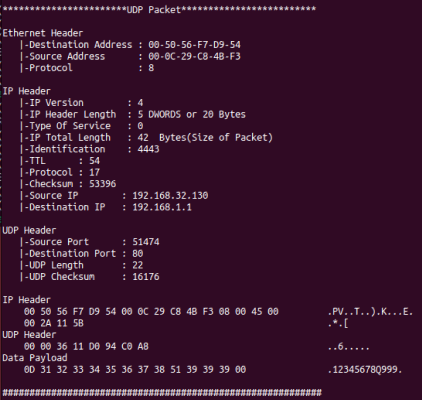 ***********************UDP Packet*************************
Ethernet Header
|-Destination Address : 00-50-56-F7-D9-54
|-Source Address      : 00-0C-29-C8-4B-F3
|-Protocol            : 8
IP Header
|-IP Version        : 4
|-IP Header Length  : 5 DWORDS or 20 Bytes
|-Type Of Service   : 0
|-IP Total Length   : 42  Bytes(Size of Packet)
|-Identification    : 4443
|-TTL      : 54
|-Protocol : 17
|-Checksum : 53396
|-Source IP        : 192.168.32.130
|-Destination IP   : 192.168.1.1
UDP Header
|-Source Port      : 51474
|-Destination Port : 80
|-UDP Length       : 22
|-UDP Checksum     : 16176
IP Header
00 50 56 F7 D9 54 00 0C 29 C8 4B F3 08 00 45 00         .PV..T..).K...E.
00 2A 11 5B                                             .*.[
UDP Header
00 00 36 11 D0 94 C0 A8                                 ..6.....
Data Payload
0D 31 32 33 34 35 36 37 38 51 39 39 39 00               .12345678Q999.
###########################################################